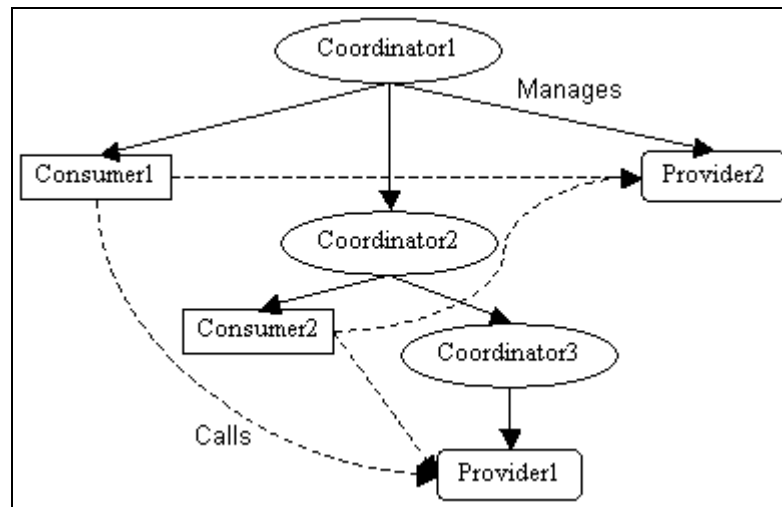 Coordinator1
Manages
Consumer1
Provider2
Coordinator2
Consumer2
Coordinator3
Calls
Provider1